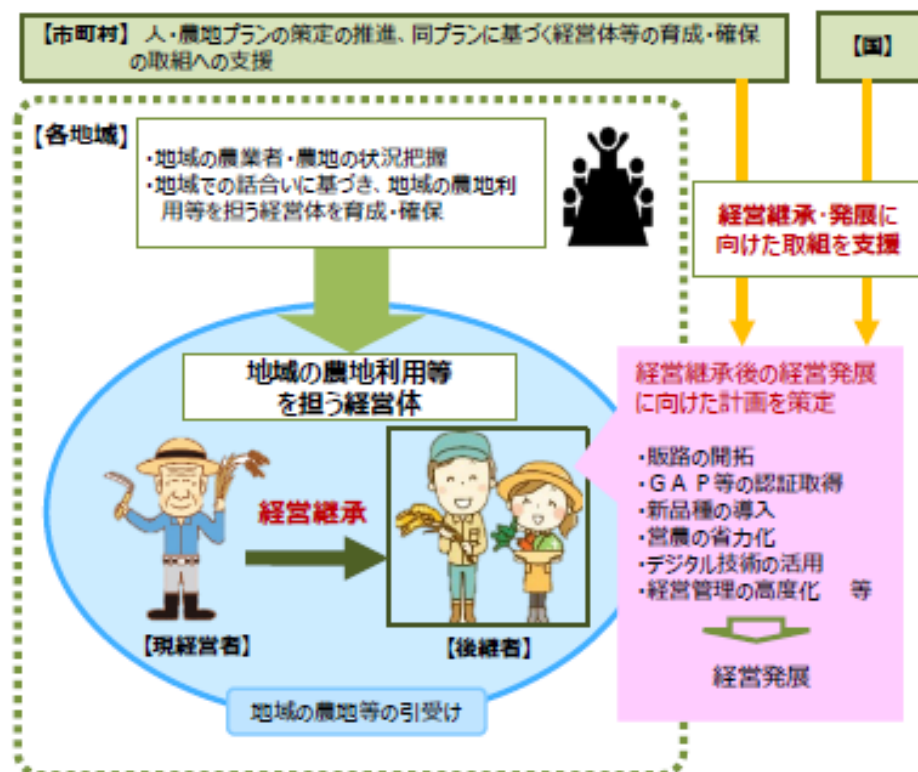 【市町村】 人・農地プランの策定の推進、同プランに基づく経営体等の育成・確保
の取組への支援
【国】
【各地域】
・地域の農業者・農地の状況把握
・地域での話合いに基づき、地域の農地利
用等を担う経営体を育成・確保
経営継承・発展に
向けた取組を支援
地域の農地利用等
を担う経営体
経営継承
【現経営者】
【後継者】
地域の農地等の引受け
経営継承後の経営発展
に向けた計画を策定
・販路の開拓
・ＧＡＰ等の認証取得
・新品種の導入
・営農の省力化
・デジタル技術の活用
・経営管理の高度化 等
経営発展